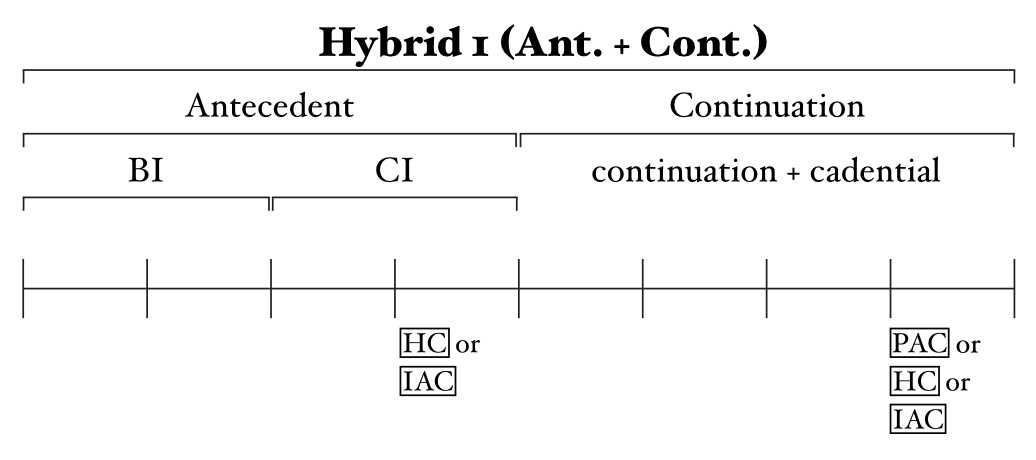 Hybrid 1 (Ant. + Cont.)
Antecedent Continuation
BI CI continuation + cadential
HC or PAC or
IAC HC or
IAC